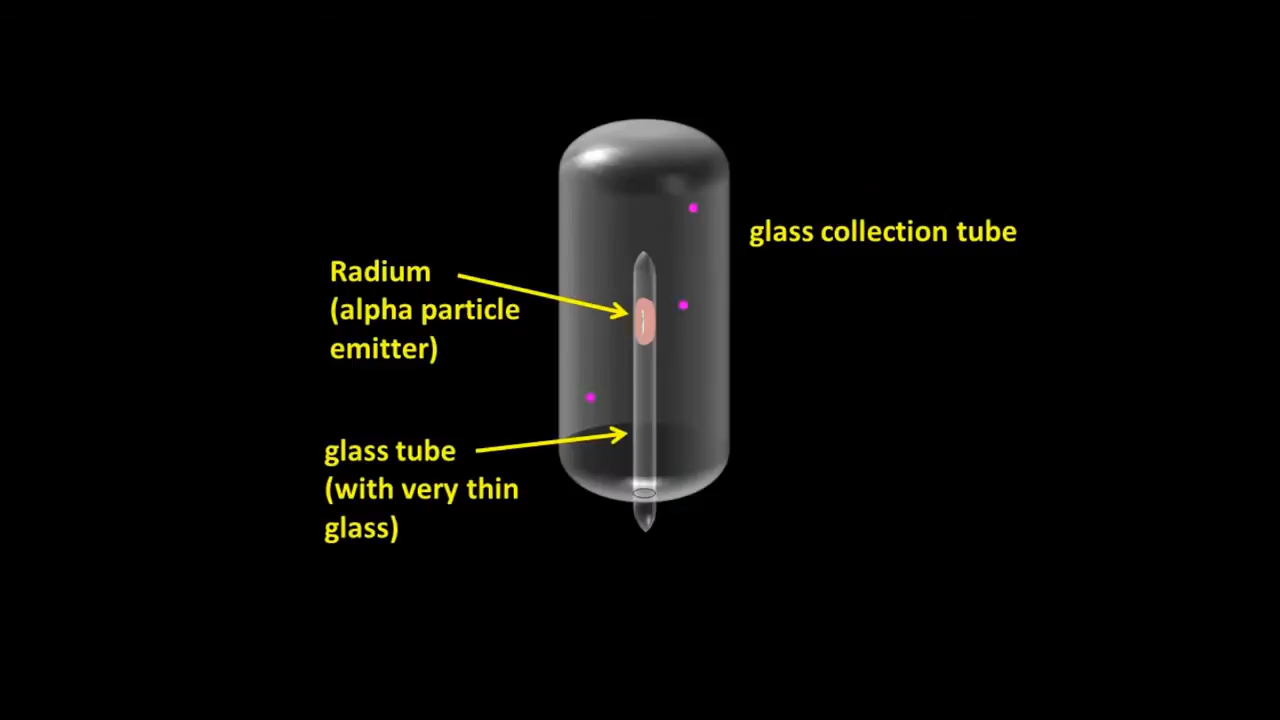 glass collection tube
Radium
(alpha particle
emitter)
glass tube
(with very thin
glass)